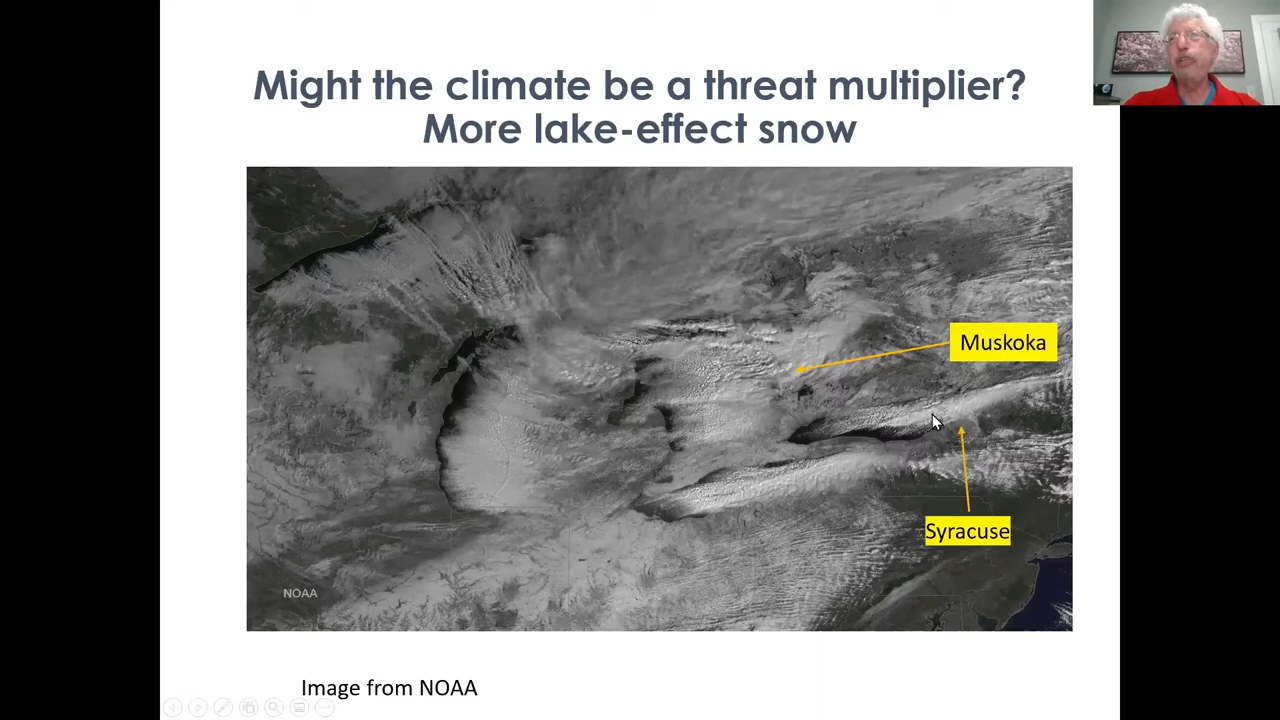 Might the climate be a threat multiplier?
More lake-effect snow
Muskoka
Syracuse
NOAA
Image from NOAA